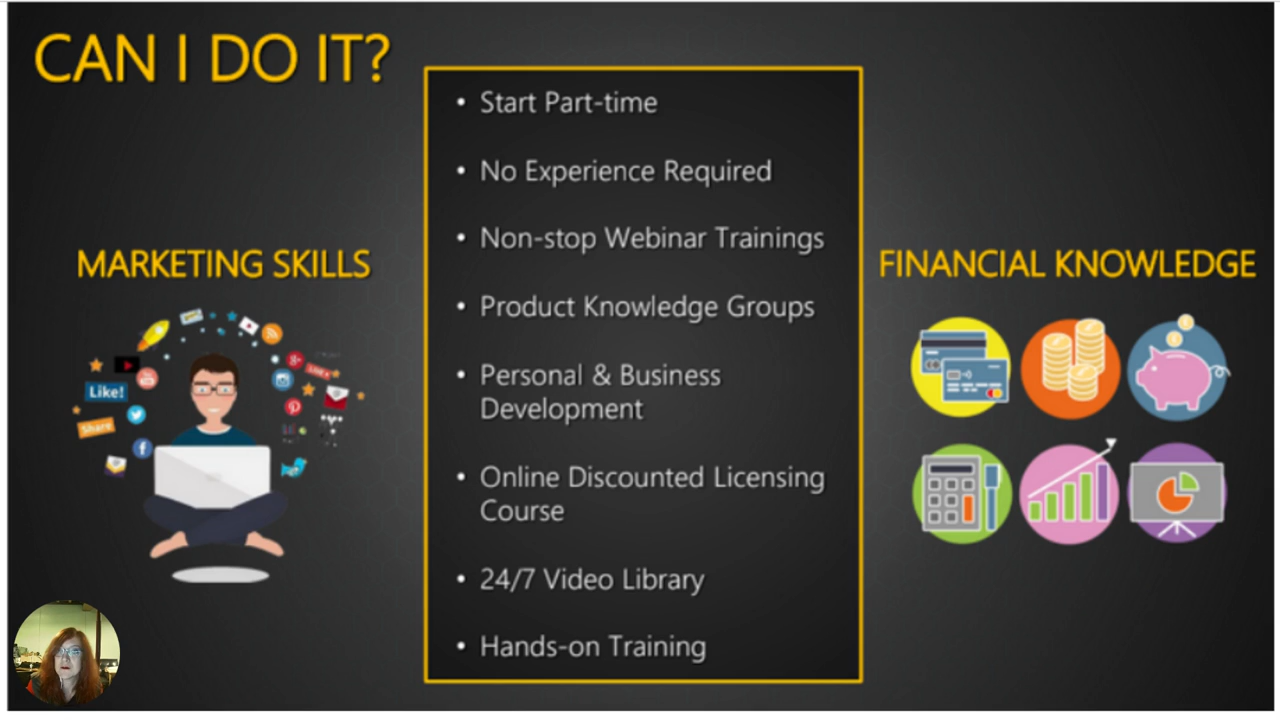 CAN I DO IT?
• Start Part-time
• No Experience Required
• Non-stop Webinar Trainings
• Product Knowledge Groups
• Personal & Business
Development
• Online Discounted Licensing
Course
• 24/7 Video Library
• Hands-on Training
MARKETING SKILLS
Like!
Share
FINANCIAL KNOWLEDGE